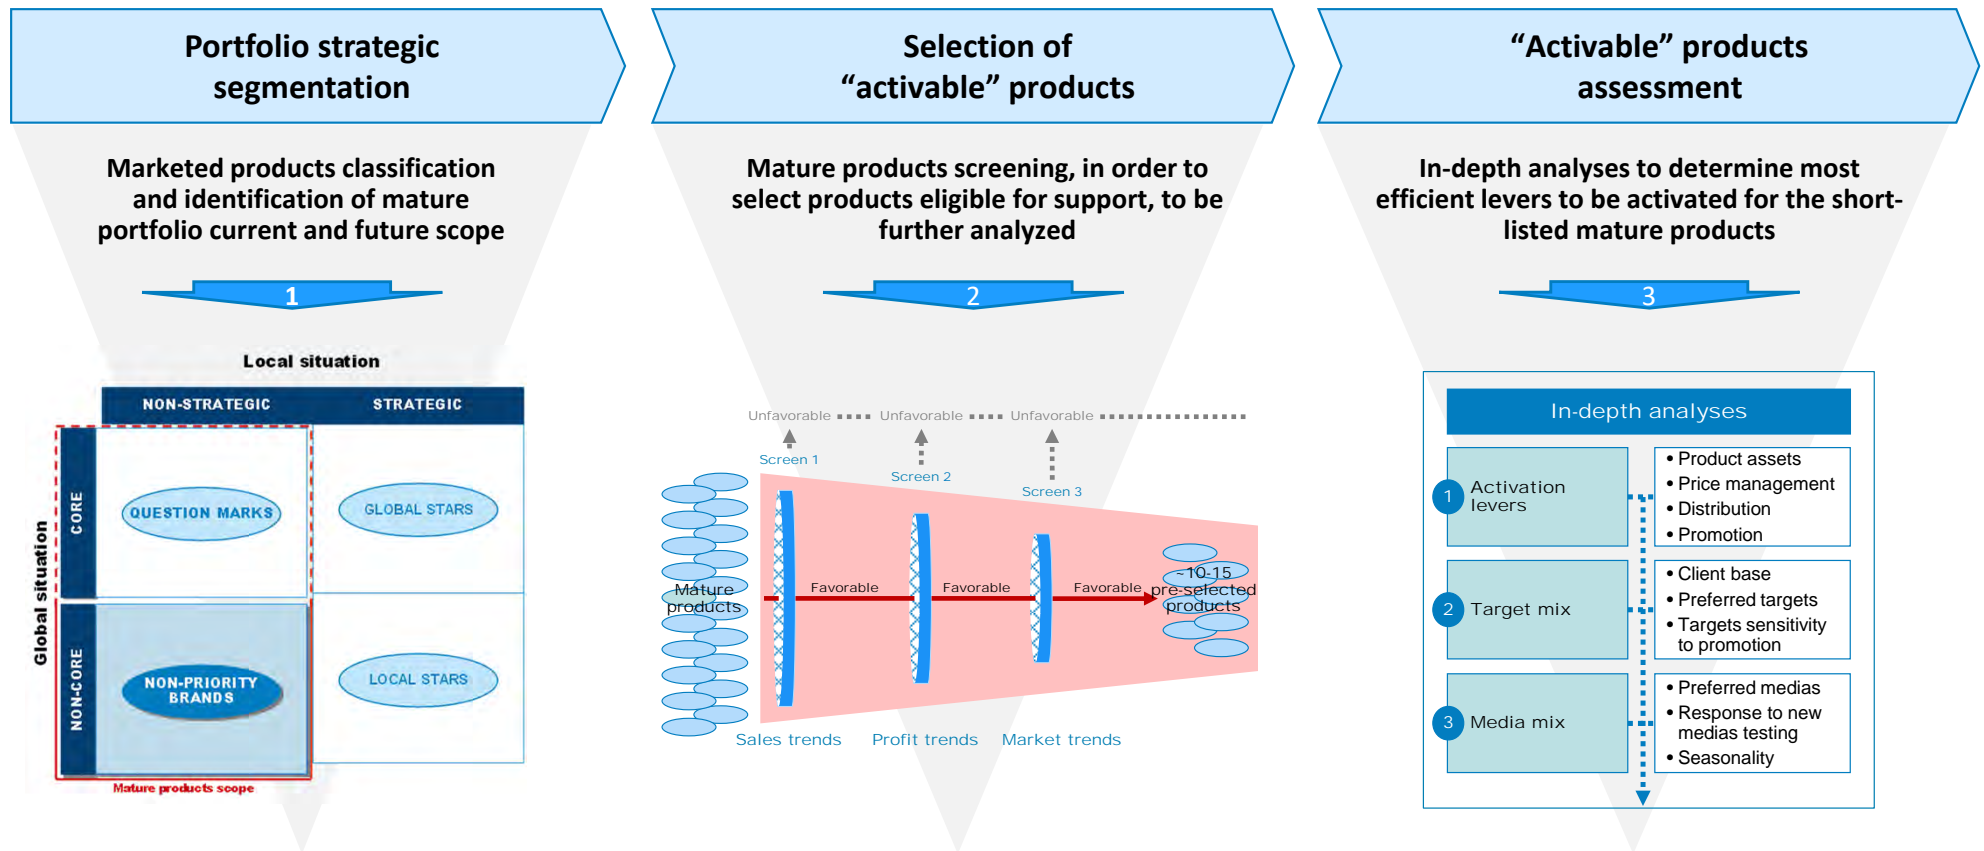 Portfolio strategic
segmentation
Marketed products classification
and identification of mature
portfolio current and future scope
1
Local situation
NON-STRATEGIC
STRATEGIC
Global situation
CORE
QUESTION MARKS
GLOBAL STARS
NON-CORE
NON-PRIORITY
BRANDS
LOCAL STARS
Mature products scope
Selection of
“activable” products
Mature products screening, in order to
select products eligible for support, to be
further analyzed
2
Unfavorable
Unfavorable
Unfavorable
Screen 1
Screen 2
Screen 3
Mature
products
Favorable
Favorable
Favorable
~10-15
pre-selected
products
Sales trends
Profit trends
Market trends
“Activable” products
assessment
In-depth analyses to determine most
efficient levers to be activated for the short-
listed mature products
3
In-depth analyses
1
Activation
levers
• Product assets
• Price management
• Distribution
• Promotion
2
Target mix
• Client base
• Preferred targets
• Targets sensitivity
to promotion
3
Media mix
• Preferred medias
• Response to new
medias testing
• Seasonality